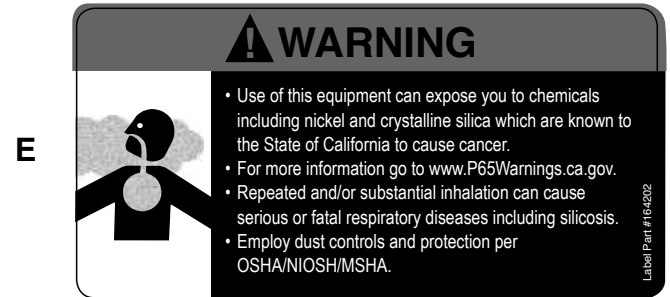 E
WARNING
• Use of this equipment can expose you to chemicals
including nickel and crystalline silica which are known to
the State of California to cause cancer.
• For more information go to www.P65Warnings.ca.gov.
• Repeated and/or substantial inhalation can cause
serious or fatal respiratory diseases including silicosis.
• Employ dust controls and protection per
OSHA/NIOSH/MSHA.
Label Part #164202